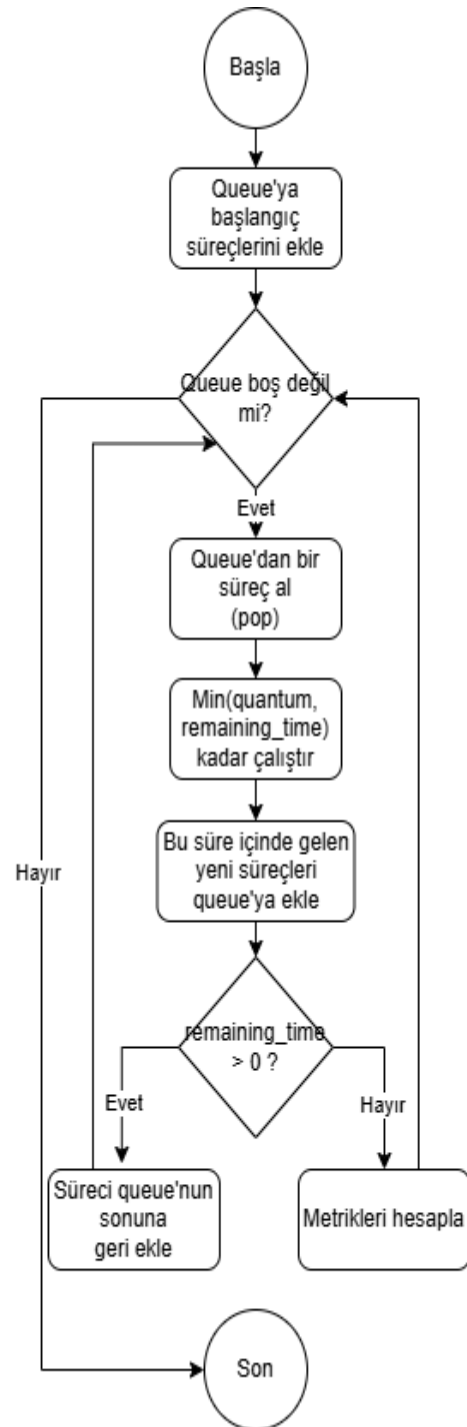 Başla
Queue'ya
başlangıç
süreçlerini ekle
Queue boş değil
mi?
Evet
Queue'dan bir
süreç al
(pop)
Min(quantum,
remaining_time)
kadar çalıştır
Bu süre içinde gelen
yeni süreçleri
queue'ya ekle
Hayır
remaining_time
> 0 ?
Evet
Hayır
Süreci queue'nun
sonuna
geri ekle
Metrikleri hesapla
Son